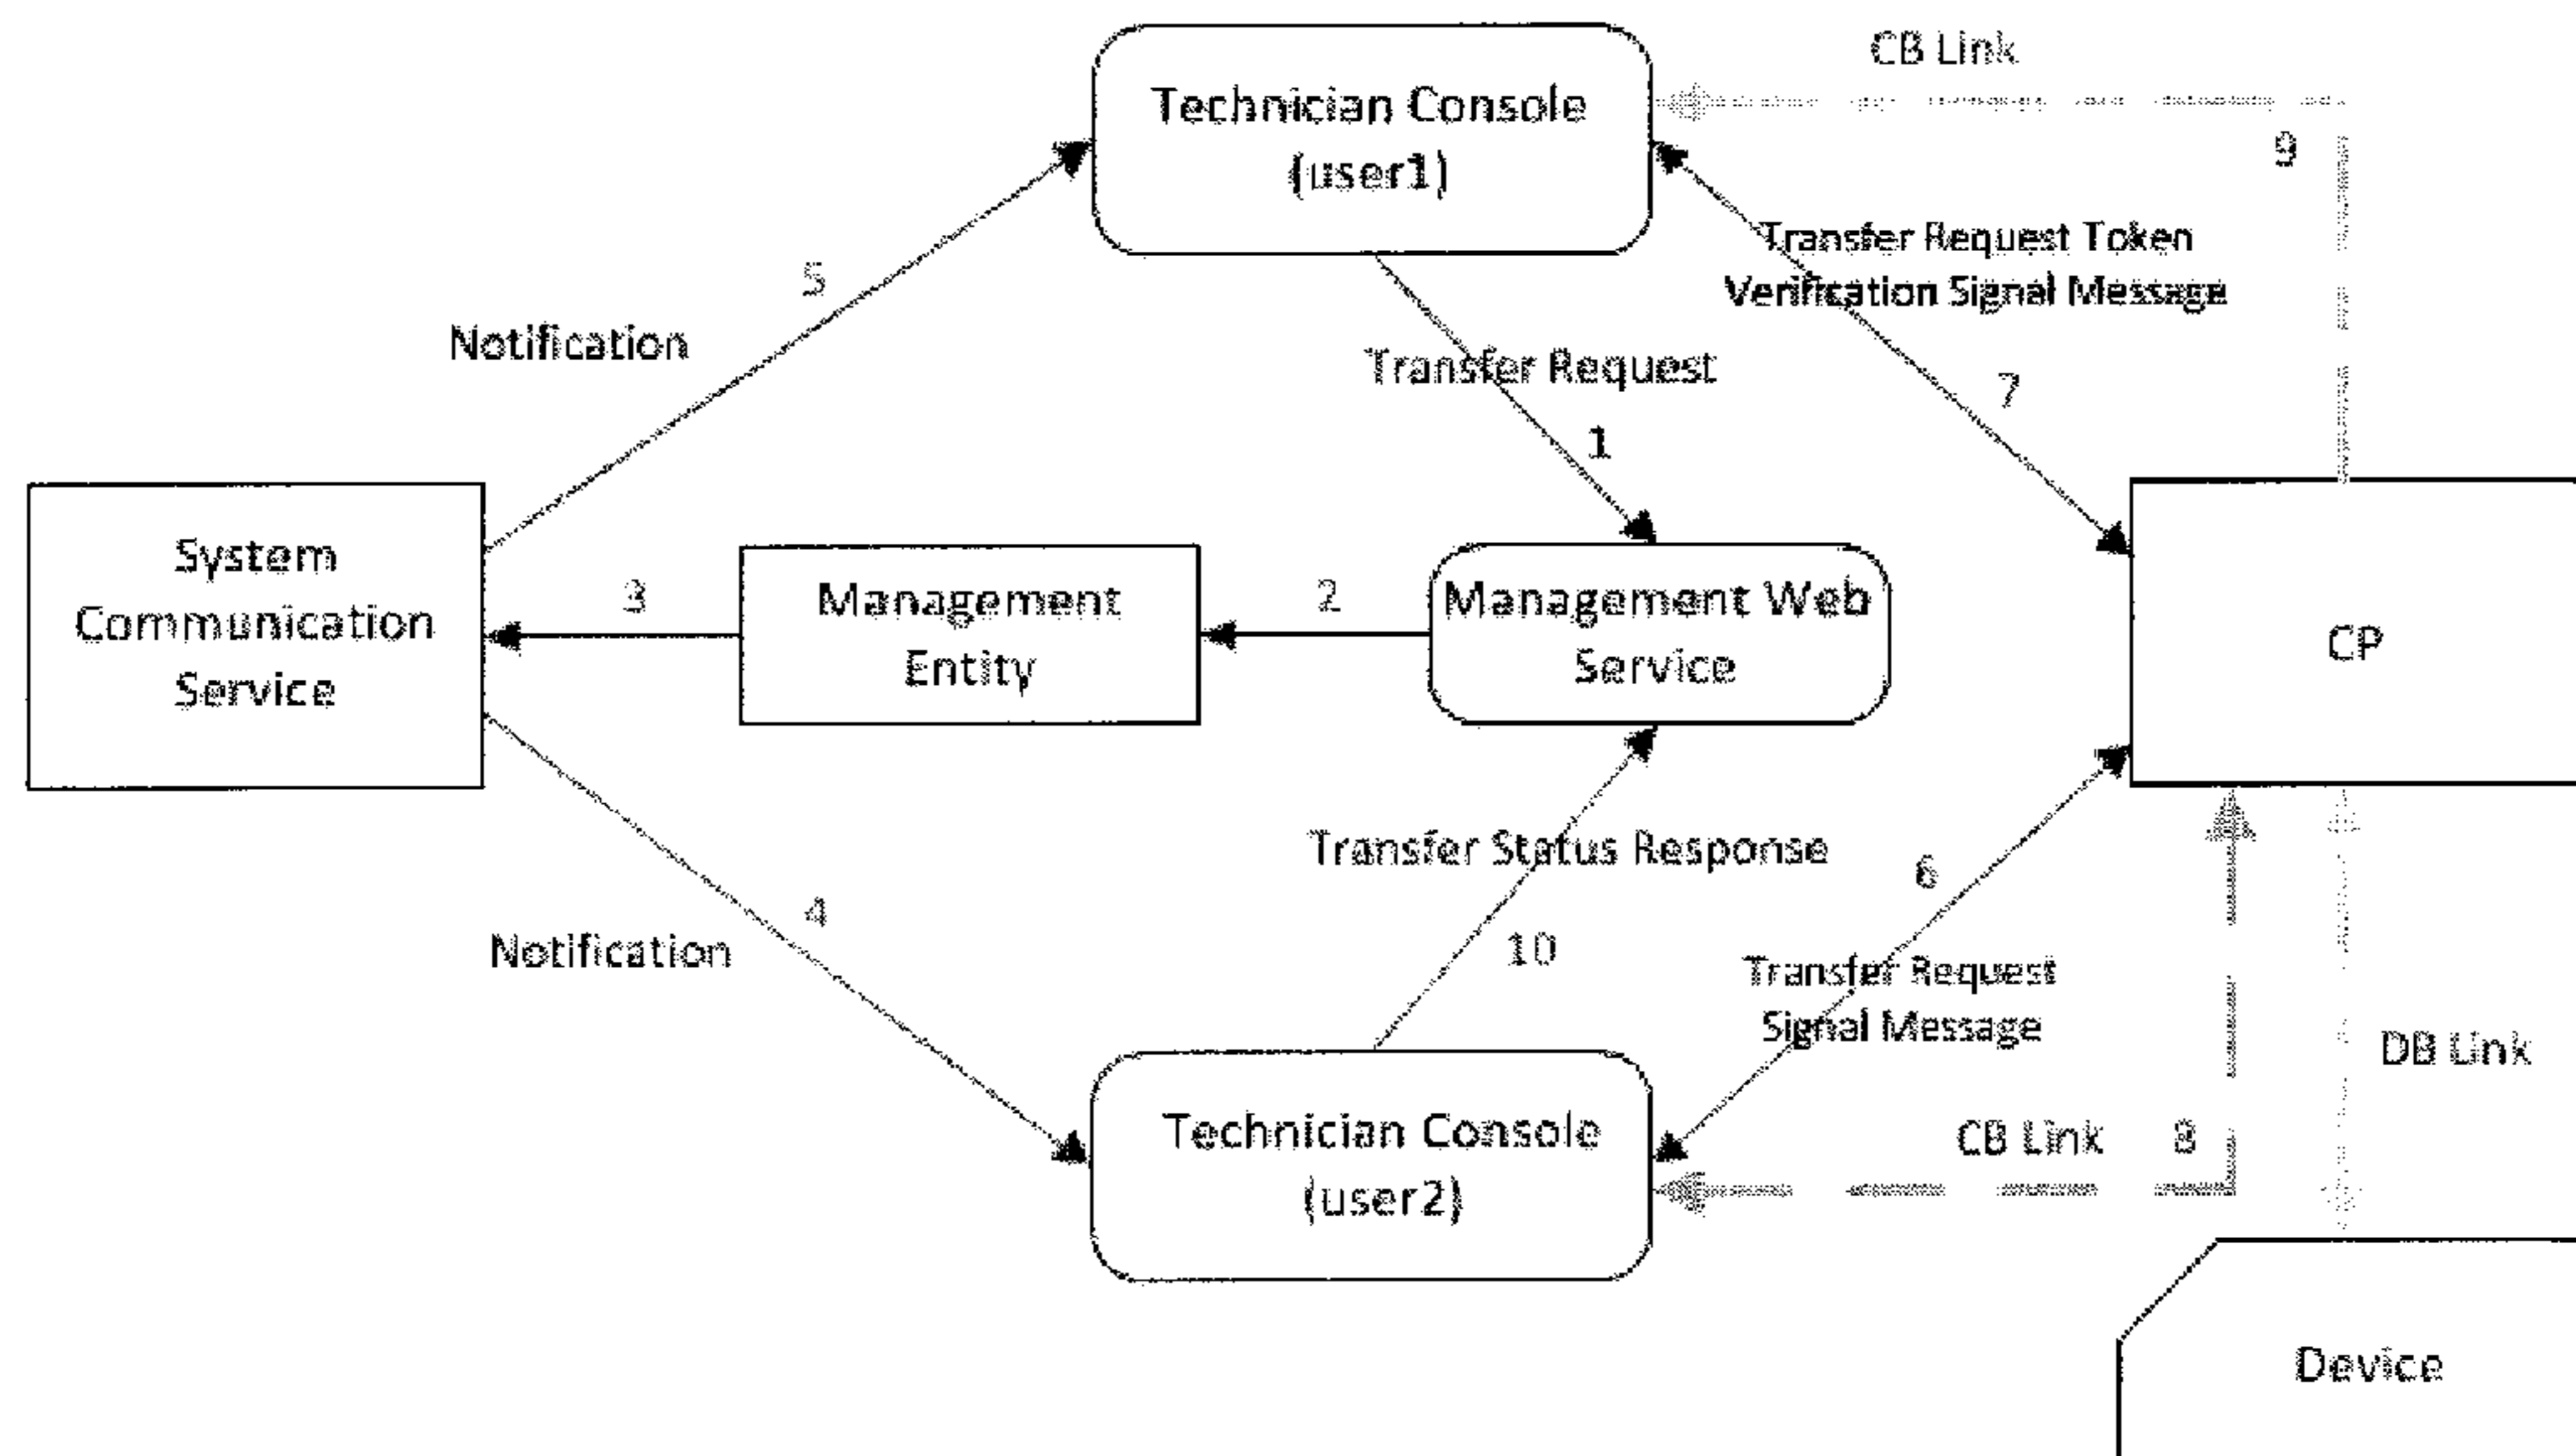 CB Link
Technician Console
(user1)
9
Transfer Request Token
Verification Signal Message
5
Notification
Transfer Request
7
1
System
Communication
Service
3
Management
Entity
2
Management Web
Service
CP
Transfer Status Response
6
4
Notification
10
Transfer Request
Signal Message
DB Link
Technician Console
(user2)
CB Link
8
Device